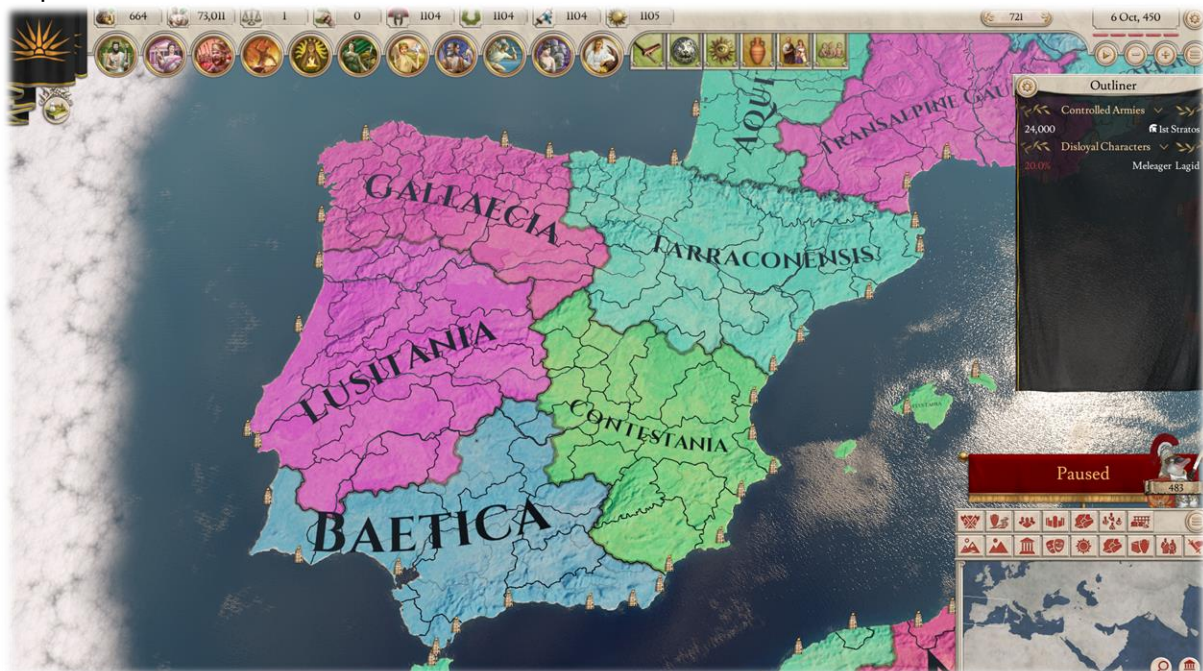 664 73,011 1 0 1104 1104 1104 1105
721
6 Oct, 450
Outliner
Controlled Armies
24,000 1st Stratos
Disloyal Characters
20.0% Meleager Lagid
AQUI
TRANSALPINE GAU
GALLAECIA
TARRACONENSIS
LUSITANIA
CONTESTANIA
BAETICA
Paused
483